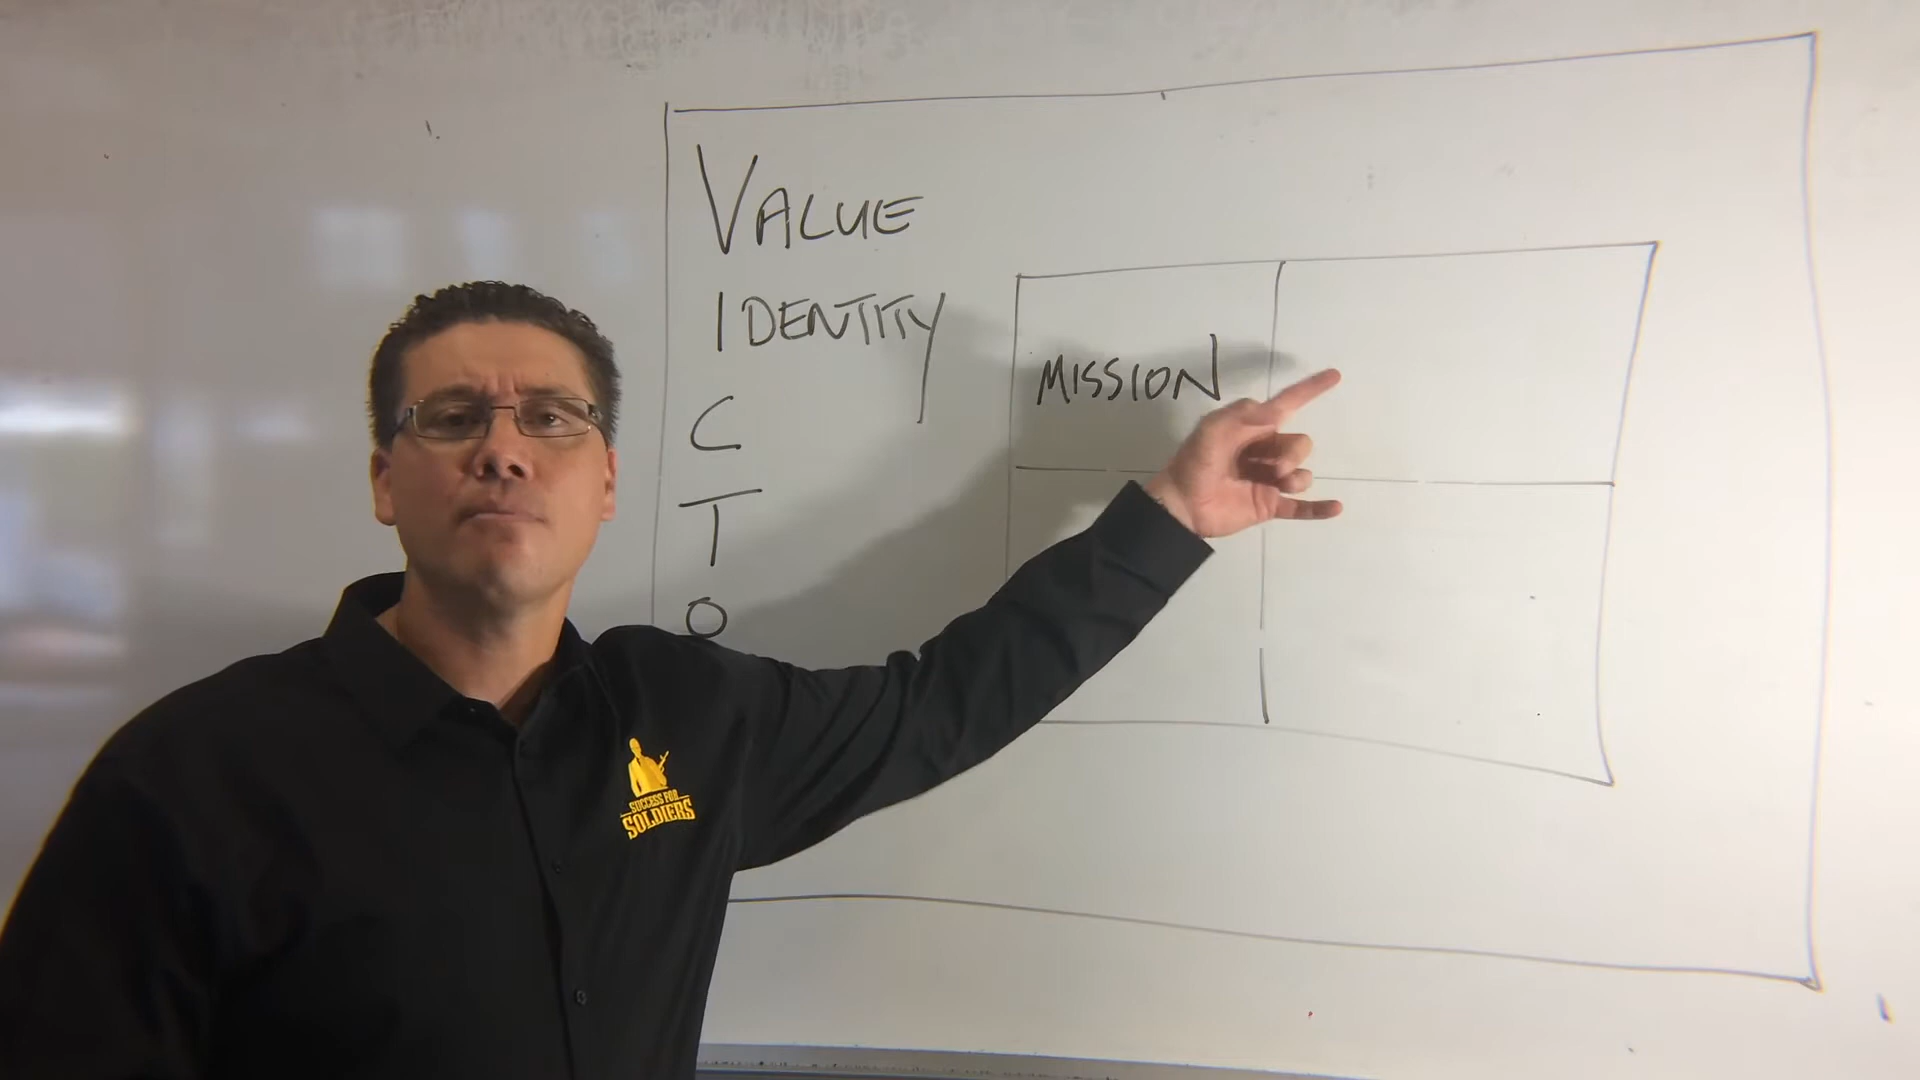 VALUE
IDENTITY
MISSION
C
T
O
SUCCESS FOR
SOLDIERS